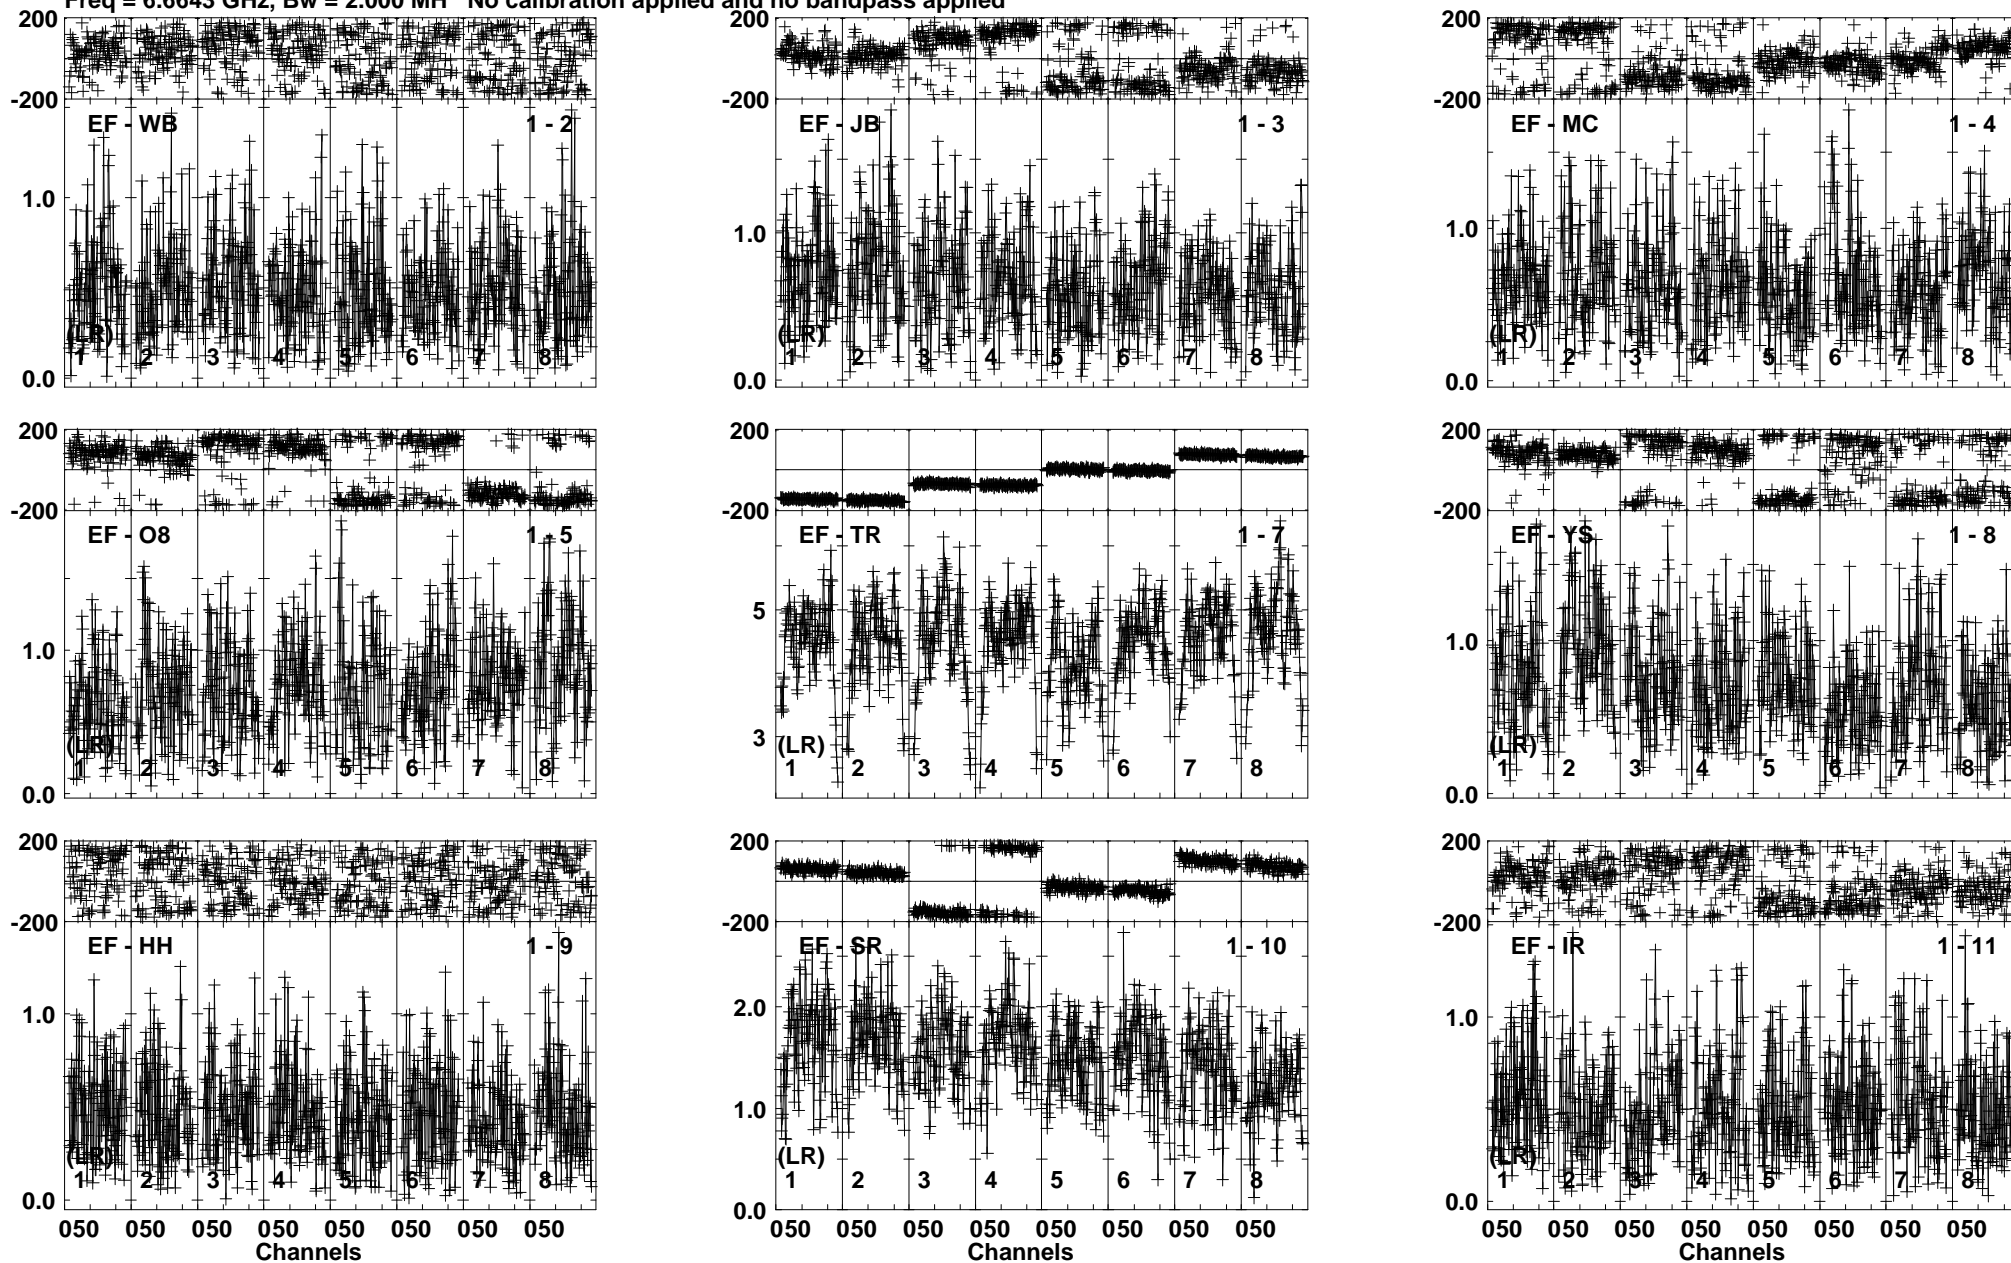 Freq = 6.6643 GHz, Bw = 2.000 MH No calibration applied and no bandpass applied
200
-200
EF - WB 1 - 2
1.0
(LR)
1 2 3 4 5 6 7 8
0.0
200
-200
EF - JB 1 - 3
1.0
(LR)
1 2 3 4 5 6 7 8
0.0
200
-200
EF - MC 1 - 4
1.0
(LR)
1 2 3 4 5 6 7 8
0.0
200
-200
EF - O8 1 - 5
1.0
(LR)
1 2 3 4 5 6 7 8
0.0
200
-200
EF - TR 1 - 7
5
3
(LR)
1 2 3 4 5 6 7 8
200
-200
EF - YS 1 - 8
1.0
(LR)
1 2 3 4 5 6 7 8
0.0
200
-200
EF - HH 1 - 9
1.0
(LR)
1 2 3 4 5 6 7 8
0.0
050 050 050 050 050 050 050 050
Channels
200
-200
EF - SR 1 - 10
2.0
1.0
(LR)
1 2 3 4 5 6 7 8
0.0
050 050 050 050 050 050 050 050
Channels
200
-200
EF - IR 1 - 11
1.0
(LR)
1 2 3 4 5 6 7 8
0.0
050 050 050 050 050 050 050 050
Channels